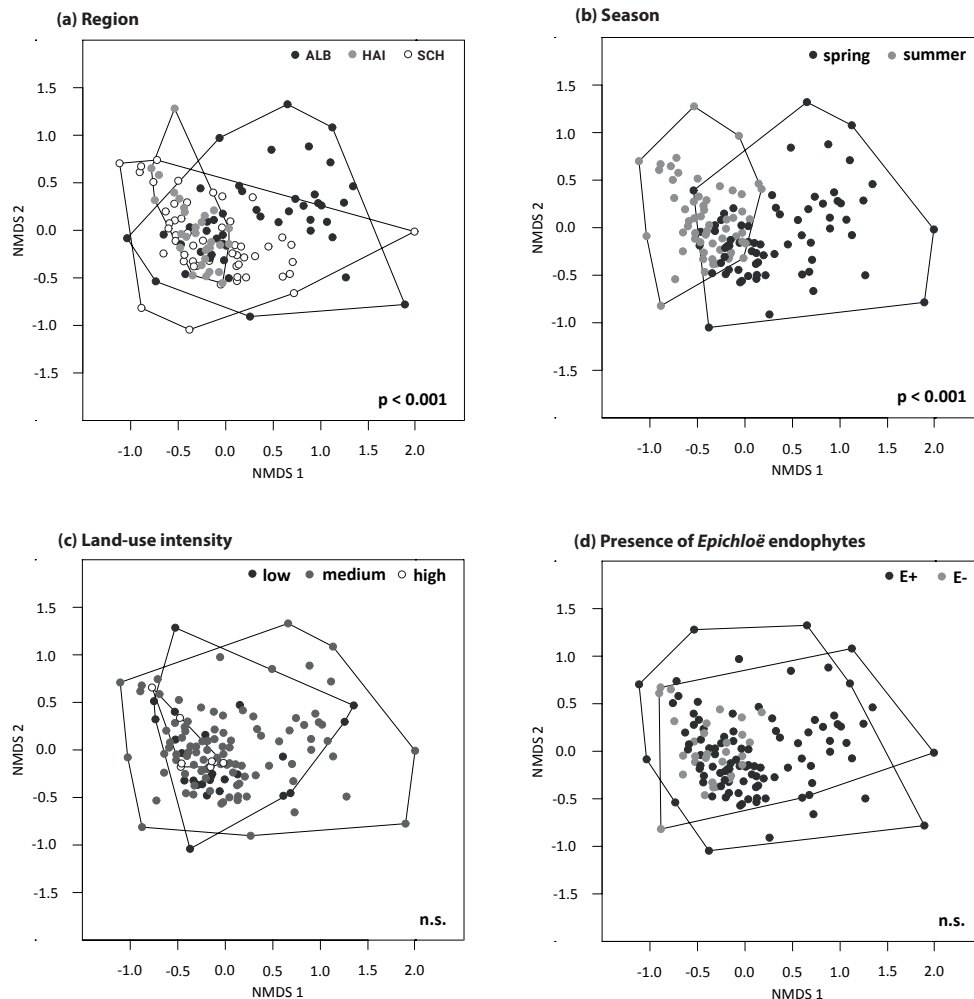 (a) Region
ALB HAI SCH
1.5
1.0
0.5
0.0
-0.5
-1.0
-1.5
NMDS 2
p < 0.001
-1.0 -0.5 0.0 0.5 1.0 1.5 2.0
NMDS 1
(b) Season
spring summer
1.5
1.0
0.5
0.0
-0.5
-1.0
-1.5
NMDS 2
p < 0.001
-1.0 -0.5 0.0 0.5 1.0 1.5 2.0
NMDS 1
(c) Land-use intensity
low medium high
1.5
1.0
0.5
0.0
-0.5
-1.0
-1.5
NMDS 2
n.s.
-1.0 -0.5 0.0 0.5 1.0 1.5 2.0
NMDS 1
(d) Presence of Epichloë endophytes
E+ E-
1.5
1.0
0.5
0.0
-0.5
-1.0
-1.5
NMDS 2
n.s.
-1.0 -0.5 0.0 0.5 1.0 1.5 2.0
NMDS 1